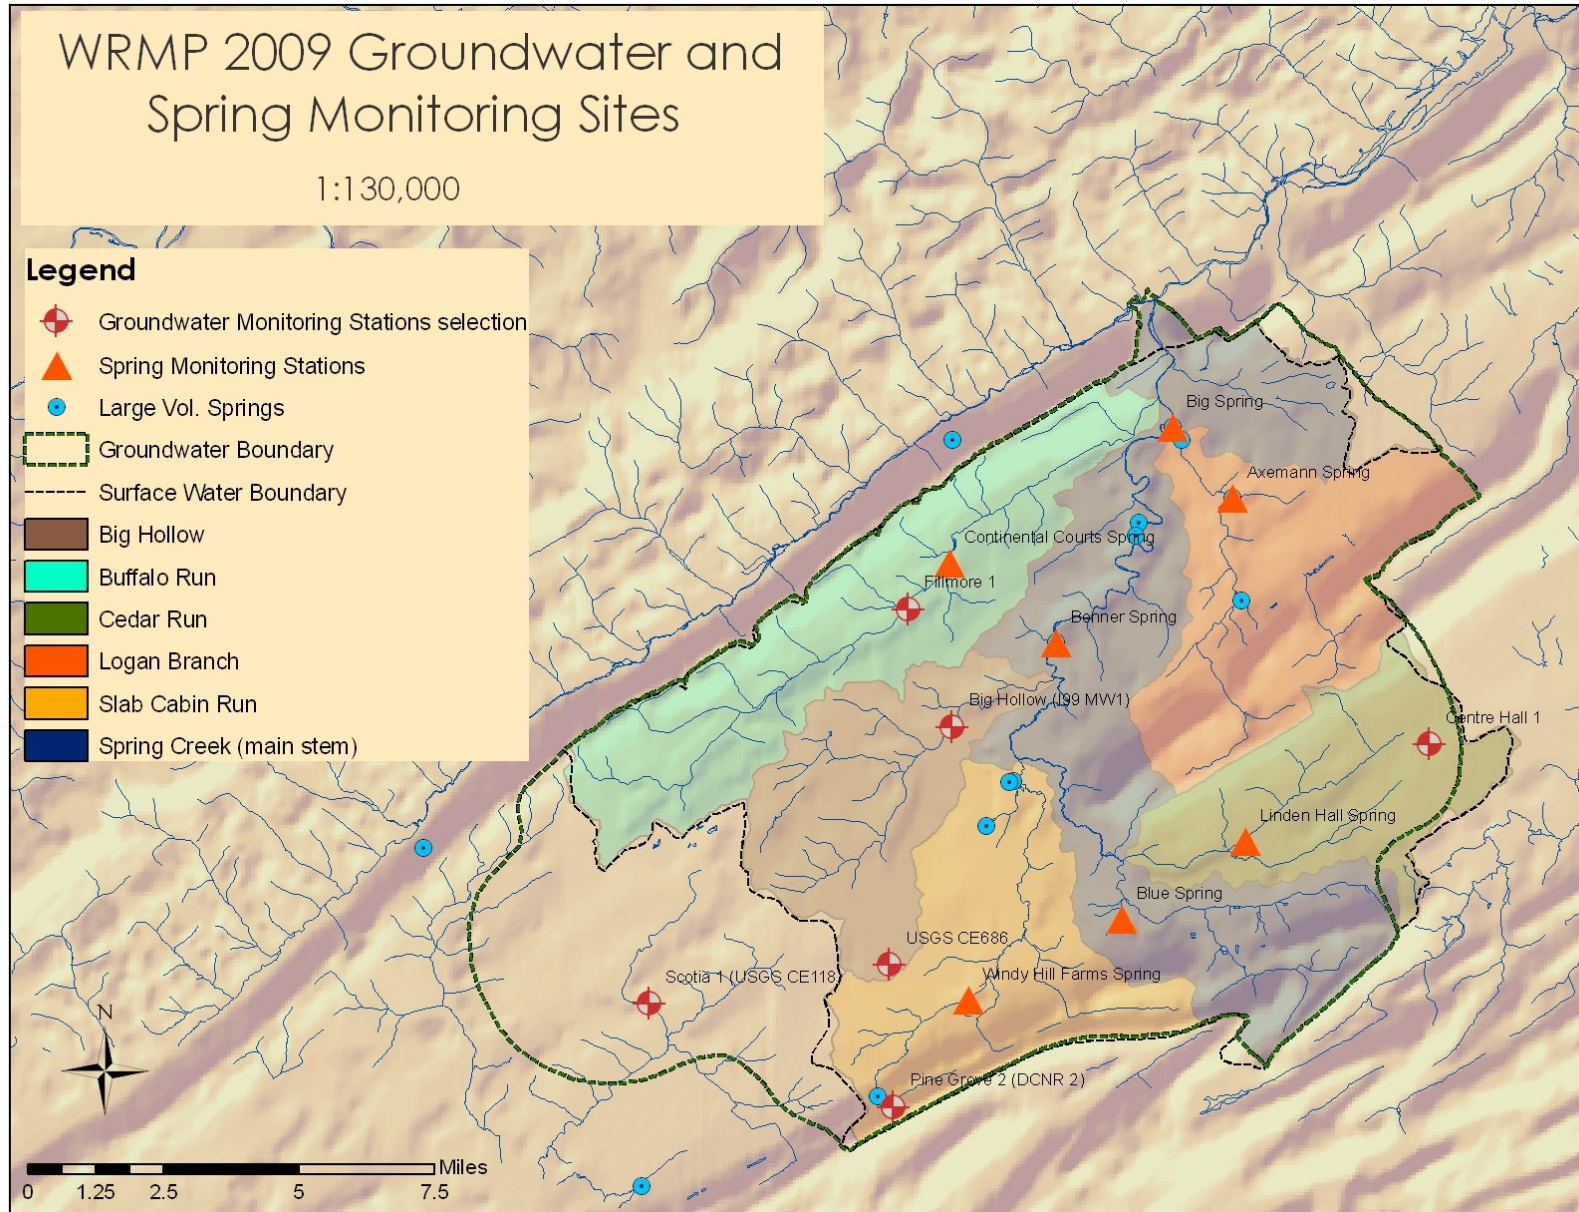 WRMP 2009 Groundwater and
Spring Monitoring Sites
1:130,000
Legend
Groundwater Monitoring Stations selection
Spring Monitoring Stations
Large Vol. Springs
Groundwater Boundary
Surface Water Boundary
Big Hollow
Buffalo Run
Cedar Run
Logan Branch
Slab Cabin Run
Spring Creek (main stem)
Big Spring
Axemann Spring
Continental Courts Spring
Fillmore 1
Benner Spring
Big Hollow (I99 MW1)
Centre Hall 1
Linden Hall Spring
Blue Spring
USGS CE686
Windy Hill Farms Spring
Scotia 1 (USGS CE118)
Pine Grove 2 (DCNR 2)
N
Miles
0 1.25 2.5 5 7.5